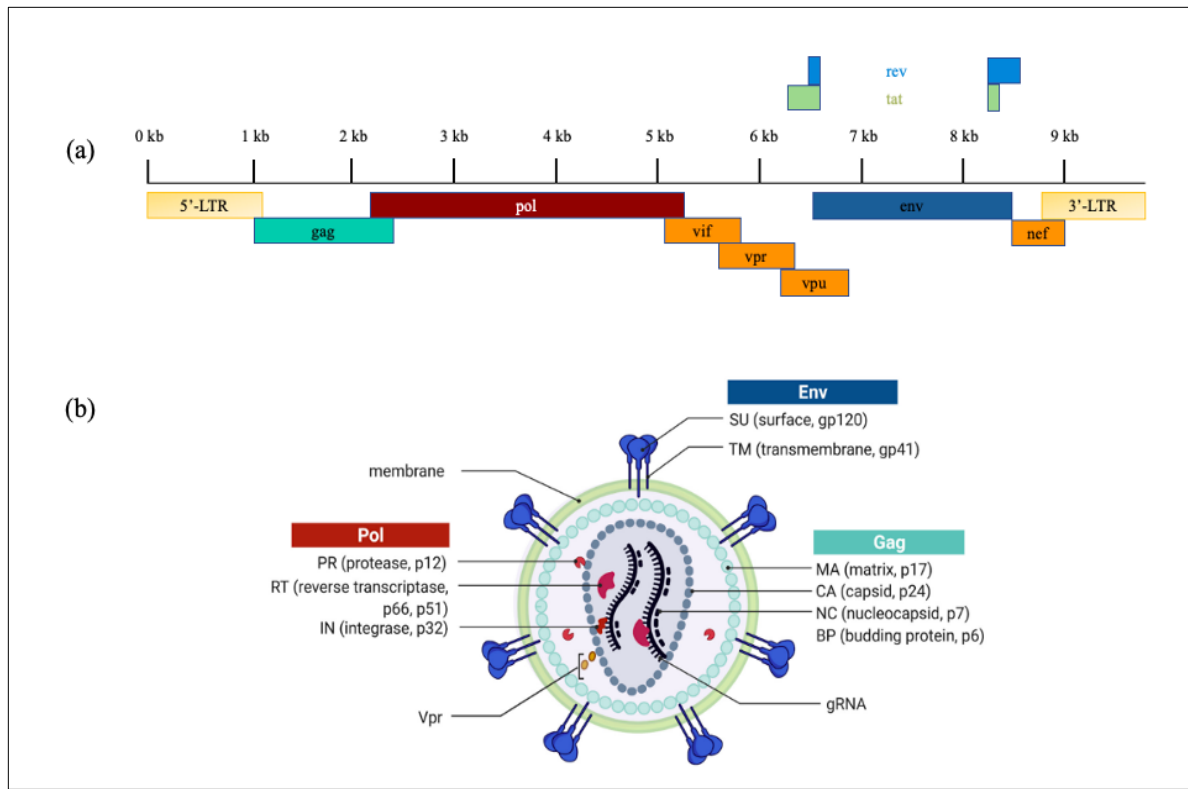 rev
tat
(a)
0 kb 1 kb 2 kb 3 kb 4 kb 5 kb 6 kb 7 kb 8 kb 9 kb
5’-LTR pol env 3’-LTR
gag vif nef
vpr
vpu
(b)
Env
SU (surface, gp120)
TM (transmembrane, gp41)
membrane
Pol
PR (protease, p12)
RT (reverse transcriptase,
p66, p51)
IN (integrase, p32)
Vpr
Gag
MA (matrix, p17)
CA (capsid, p24)
NC (nucleocapsid, p7)
BP (budding protein, p6)
gRNA